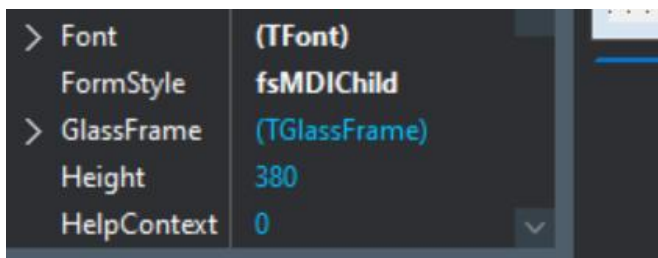 Font (TFont)
FormStyle fsMDIChild
GlassFrame (TGlassFrame)
Height 380
HelpContext 0